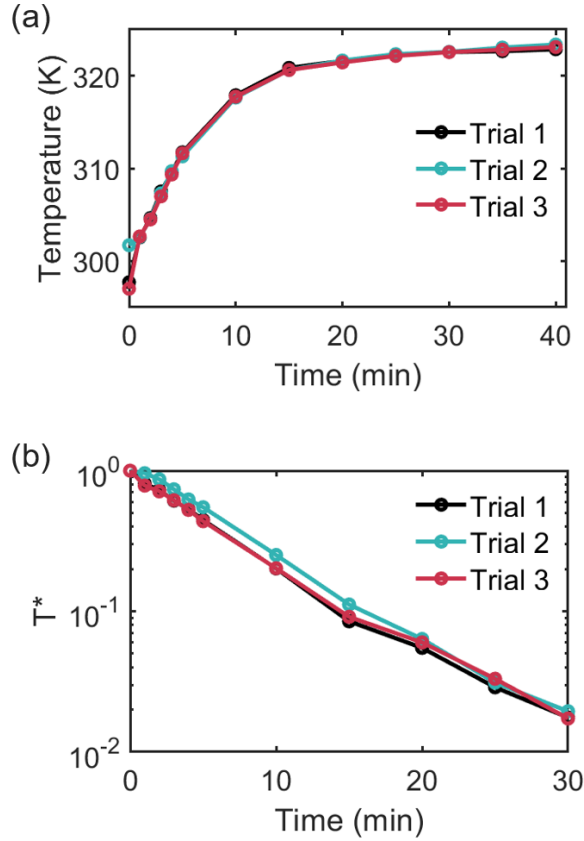 (a)
Temperature (K)
320
310
300
Trial 1
Trial 2
Trial 3
0 10 20 30 40
Time (min)
(b)
T*
10^0
10^-1
10^-2
Trial 1
Trial 2
Trial 3
0 10 20 30
Time (min)